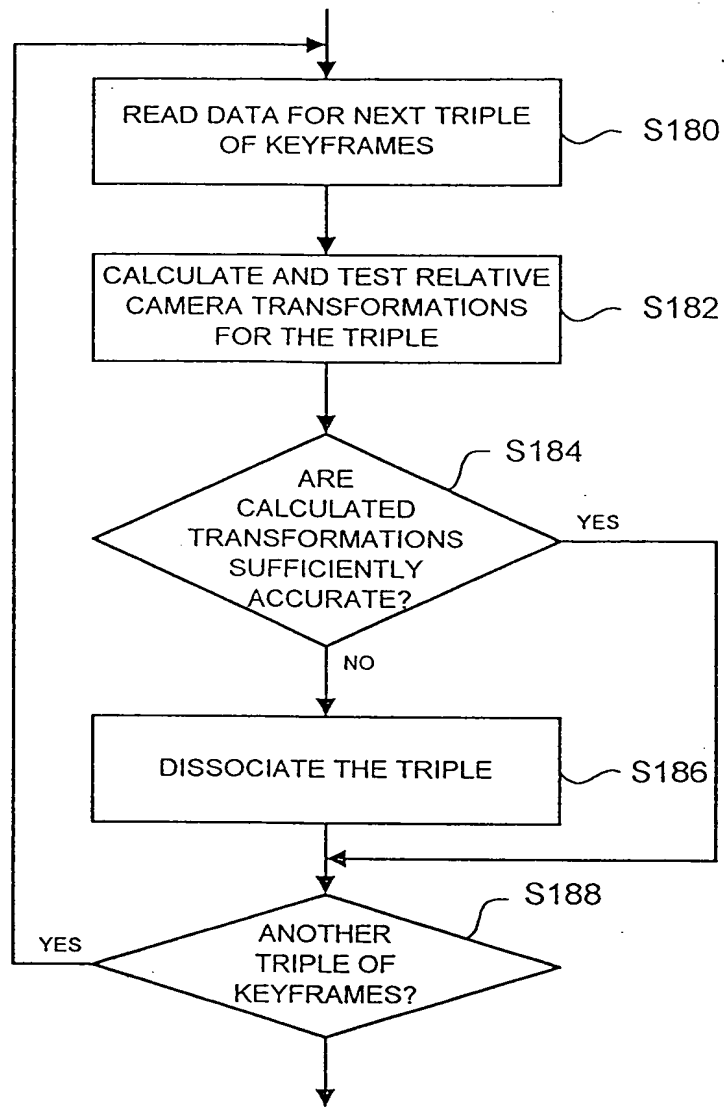 READ DATA FOR NEXT TRIPLE
OF KEYFRAMES
S180
CALCULATE AND TEST RELATIVE
CAMERA TRANSFORMATIONS
FOR THE TRIPLE
S182
S184
ARE
CALCULATED
TRANSFORMATIONS
SUFFICIENTLY
ACCURATE?
YES
NO
DISSOCIATE THE TRIPLE
S186
S188
YES
ANOTHER
TRIPLE OF
KEYFRAMES?